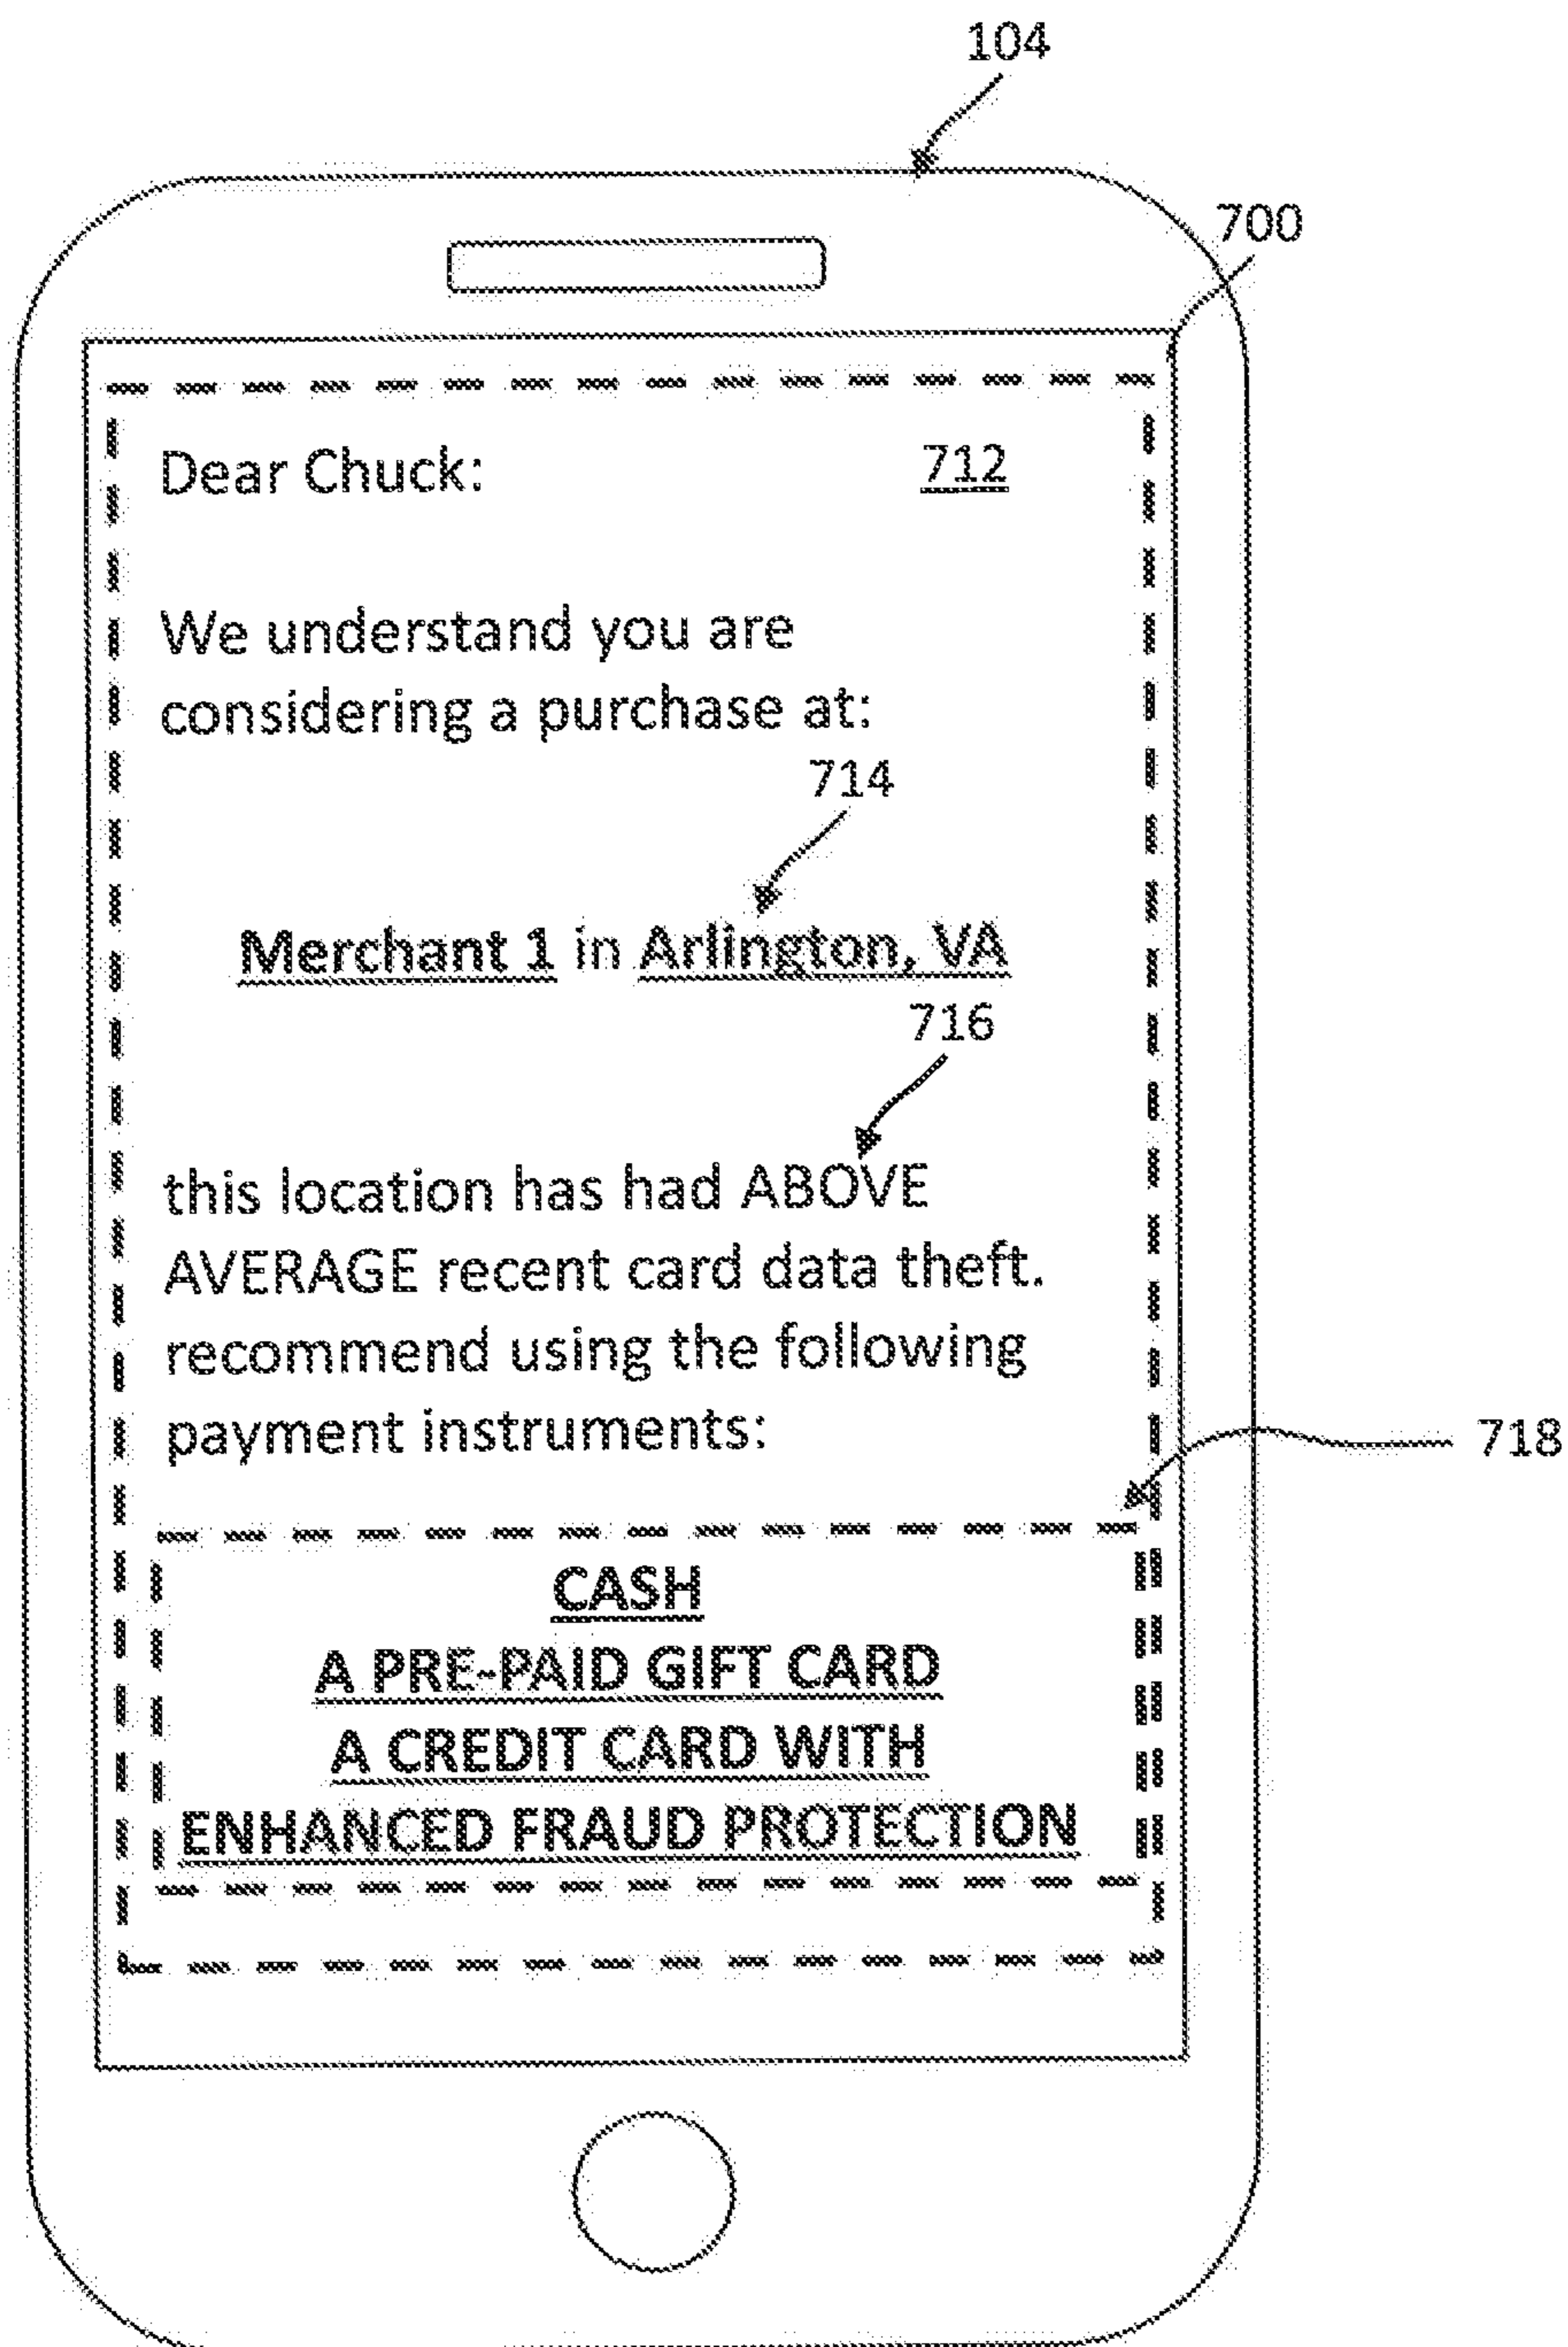 104
700
Dear Chuck: 712
We understand you are
considering a purchase at:
714
Merchant 1 in Arlington, VA
716
this location has had ABOVE
AVERAGE recent card data theft.
recommend using the following
payment instruments:
718
CASH
A PRE-PAID GIFT CARD
A CREDIT CARD WITH
ENHANCED FRAUD PROTECTION